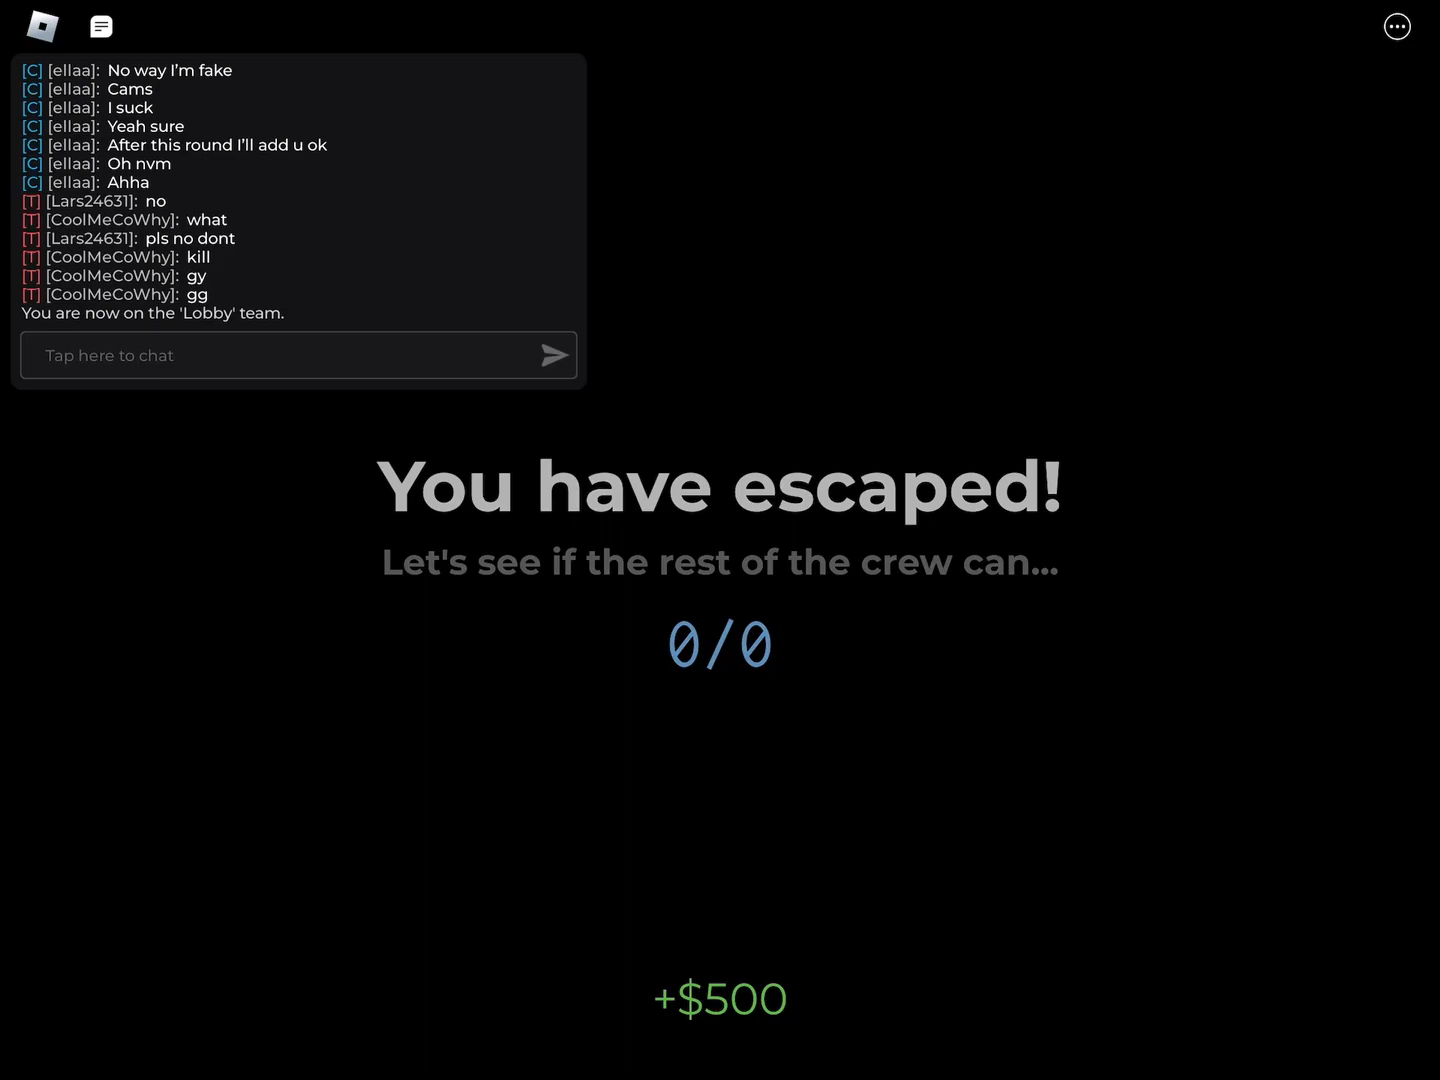 [C] [ellaa]: No way I’m fake
[C] [ellaa]: Cams
[C] [ellaa]: I suck
[C] [ellaa]: Yeah sure
[C] [ellaa]: After this round I’ll add u ok
[C] [ellaa]: Oh nvm
[C] [ellaa]: Ahha
[T] [Lars24631]: no
[T] [CoolMeCoWhy]: what
[T] [Lars24631]: pls no dont
[T] [CoolMeCoWhy]: kill
[T] [CoolMeCoWhy]: gy
[T] [CoolMeCoWhy]: gg
You are now on the 'Lobby' team.
Tap here to chat
You have escaped!
Let's see if the rest of the crew can...
0/0
+$500